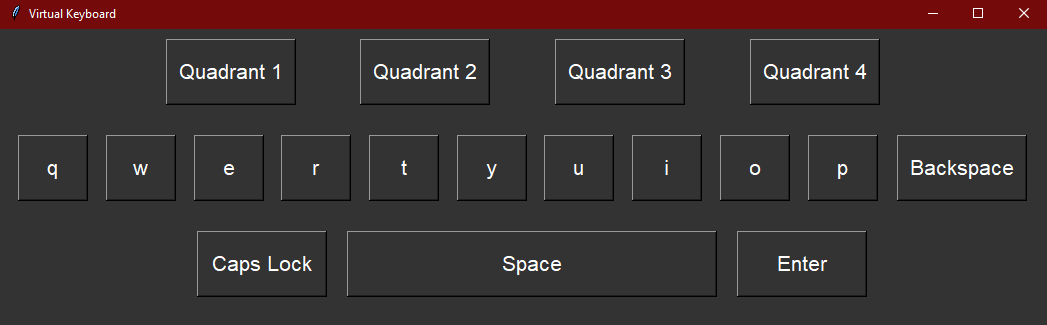 Virtual Keyboard
Quadrant 1 Quadrant 2 Quadrant 3 Quadrant 4
q w e r t y u i o p Backspace
Caps Lock Space Enter